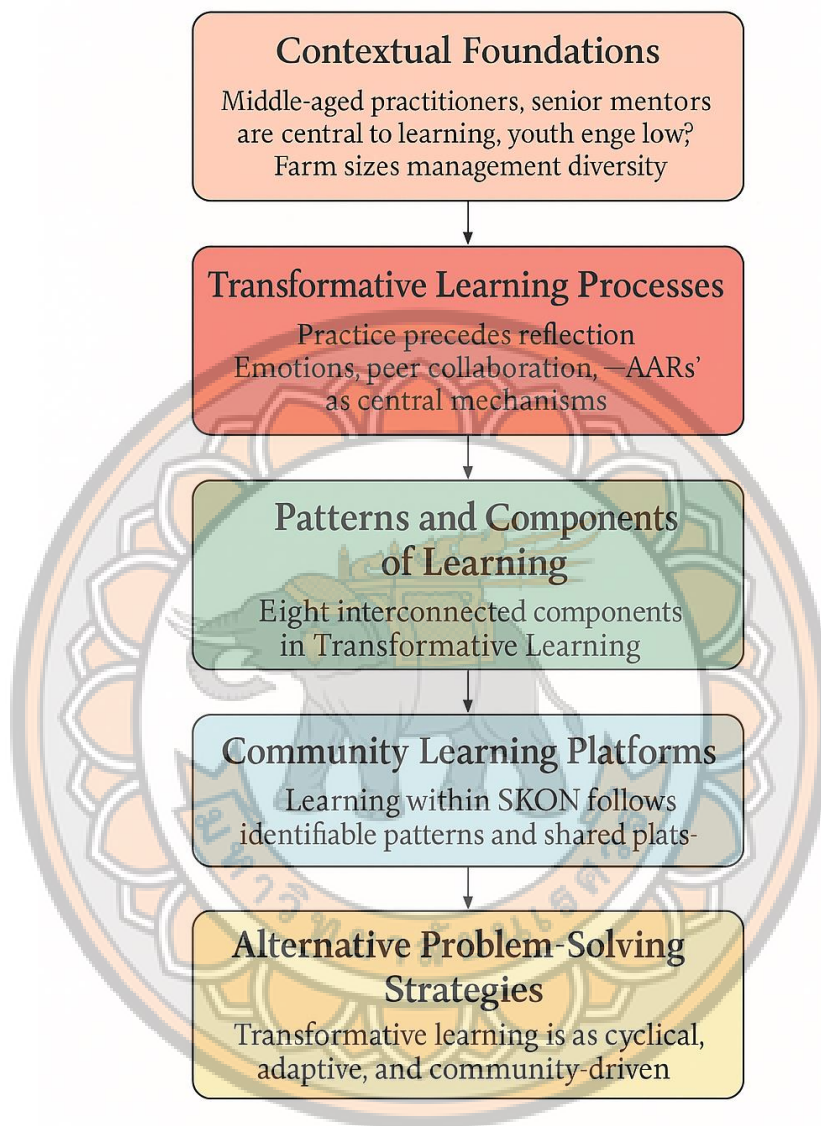 Contextual Foundations
Middle-aged practitioners, senior mentors
are central to learning, youth enge low?
Farm sizes management diversity
Transformative Learning Processes
Practice precedes reflection
Emotions, peer collaboration, —AARs’
as central mechanisms
Patterns and Components
of Learning
Eight interconnected components
in Transformative Learning
Community Learning Platforms
Learning within SKON follows
identifiable patterns and shared plats-
Alternative Problem-Solving
Strategies
Transformative learning is as cyclical,
adaptive, and community-driven